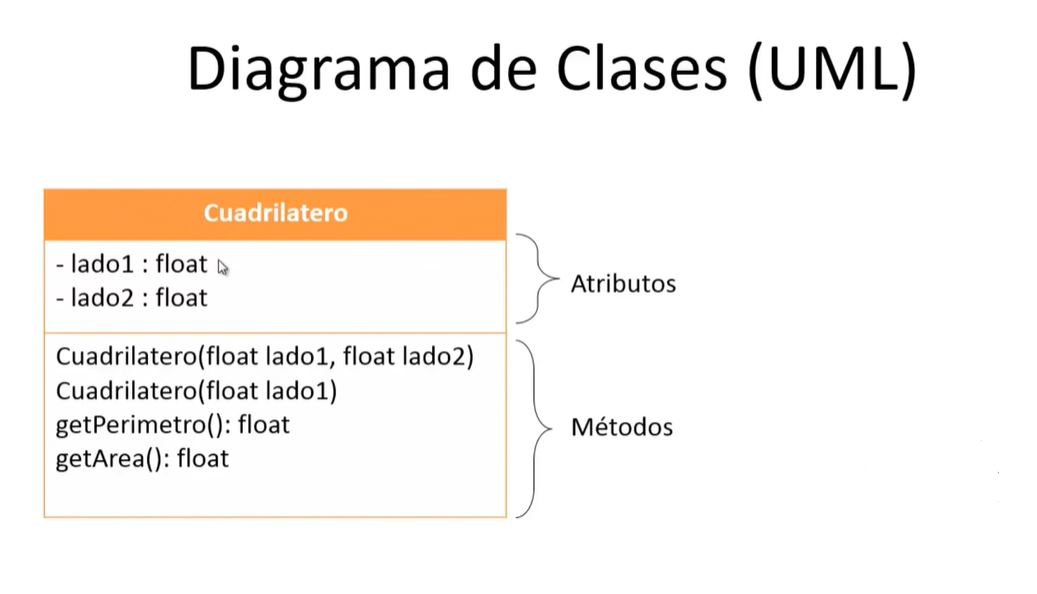 Diagrama de Clases (UML)
Cuadrilatero
- lado1 : float
- lado2 : float
Atributos
Cuadrilatero(float lado1, float lado2)
Cuadrilatero(float lado1)
getPerimetro(): float
getArea(): float
Métodos